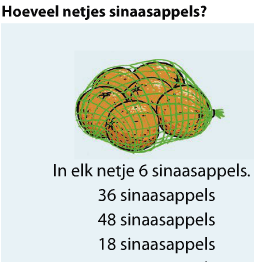 Hoeveel netjes sinaasappels?
In elk netje 6 sinaasappels.
36 sinaasappels
48 sinaasappels
18 sinaasappels